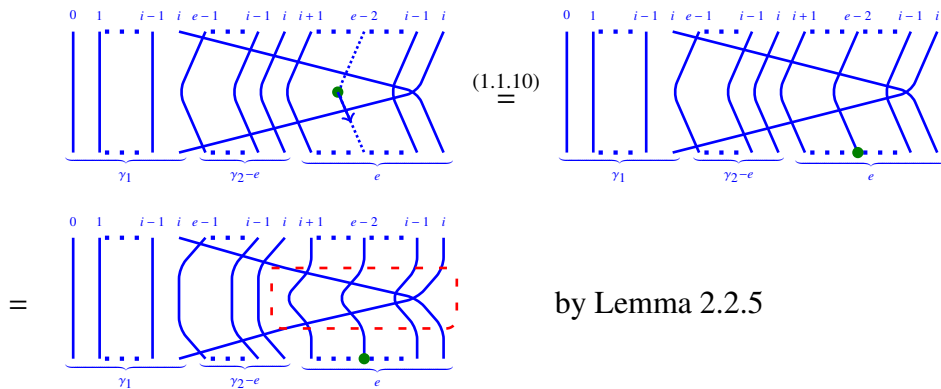 0 1 i−1 i e−1 i−1 i i+1 e−2 i−1 i 0 1 i−1 i e−1 i−1 i i+1 e−2 i−1 i
= (1.1.10) =
γ₁ γ₂−e e γ₁ γ₂−e e
0 1 i−1 i e−1 i−1 i i+1 e−2 i−1 i
= by Lemma 2.2.5
γ₁ γ₂−e e